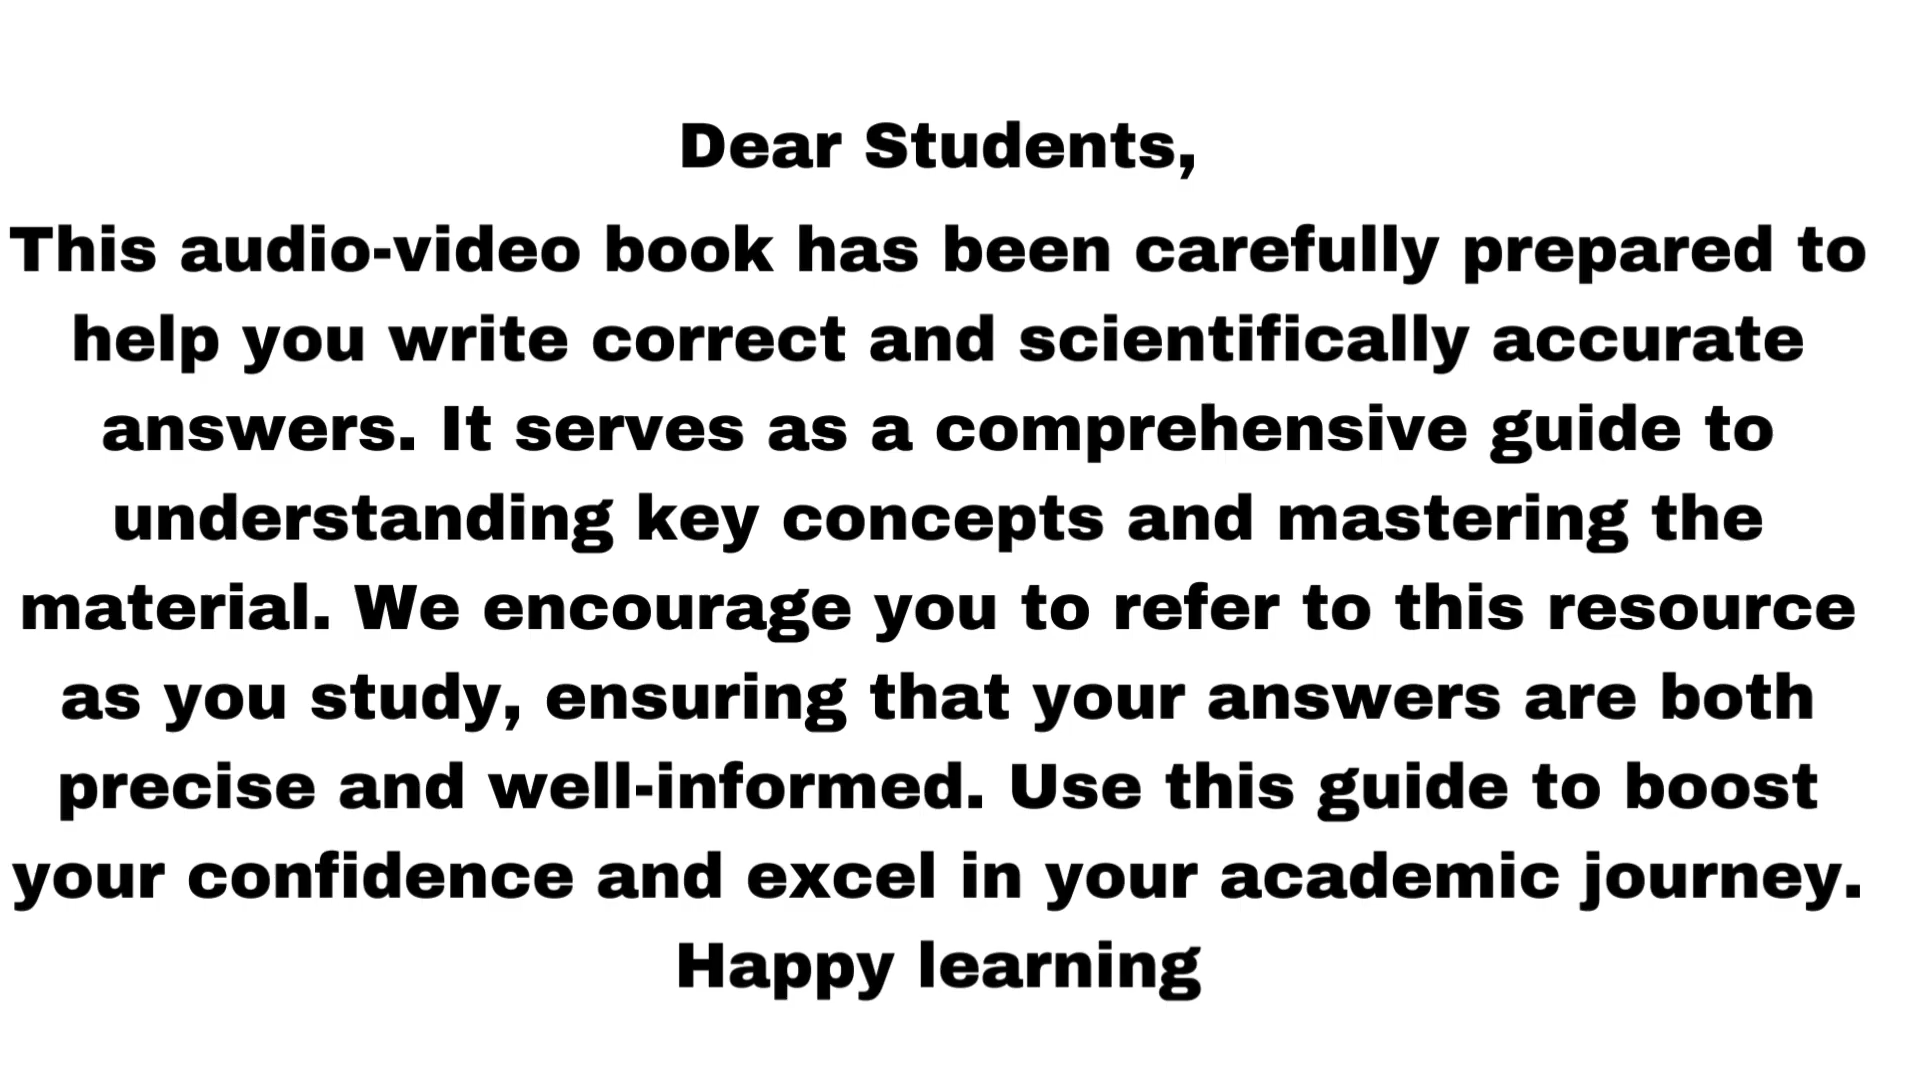 Dear Students,
This audio-video book has been carefully prepared to
help you write correct and scientifically accurate
answers. It serves as a comprehensive guide to
understanding key concepts and mastering the
material. We encourage you to refer to this resource
as you study, ensuring that your answers are both
precise and well-informed. Use this guide to boost
your confidence and excel in your academic journey.
Happy learning